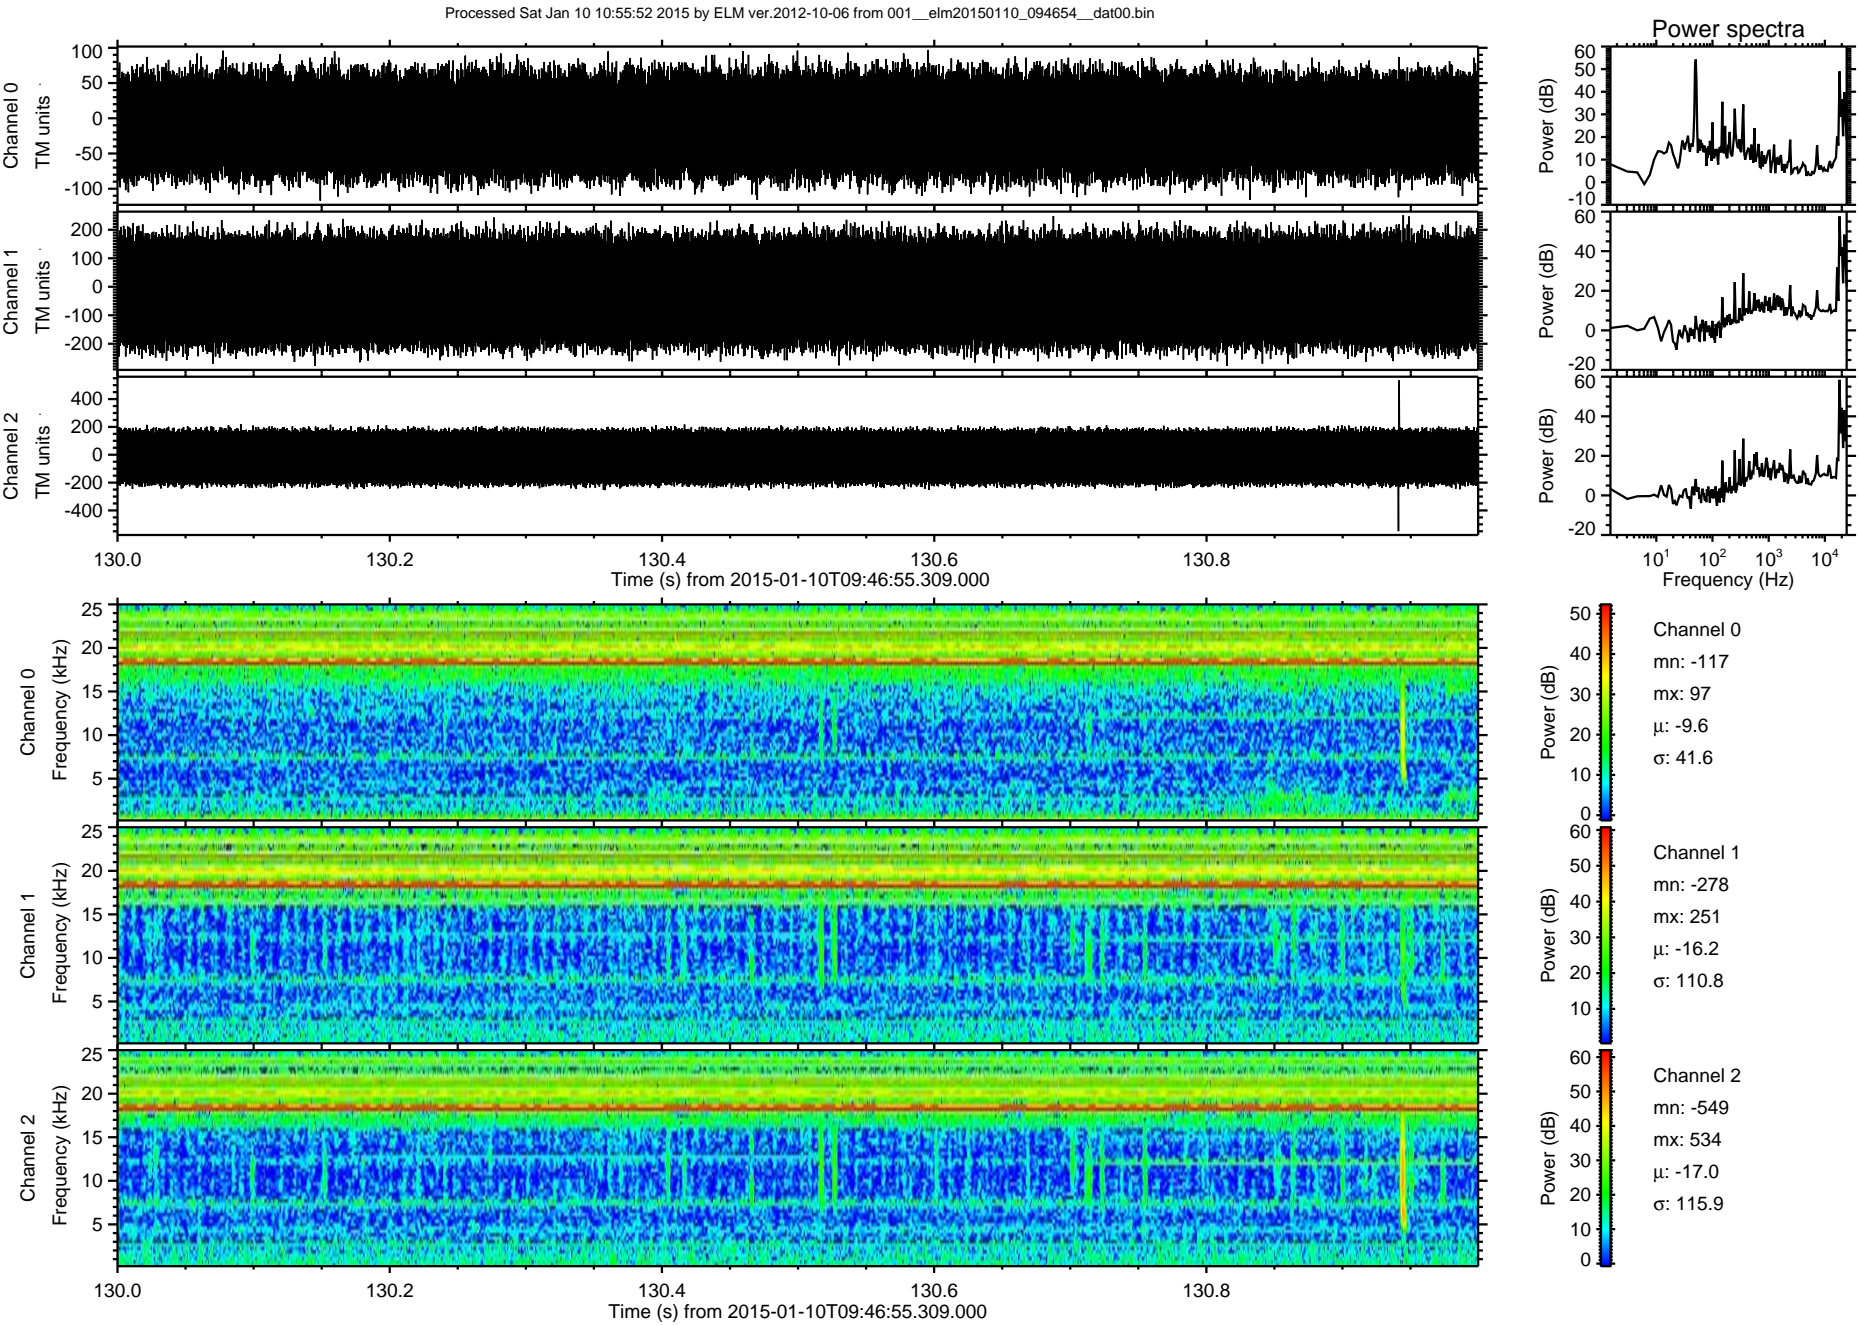 Processed Sat Jan 10 10:55:52 2015 by ELM ver.2012-10-06 from 001__elm20150110_094654__dat00.bin
Power spectra
Channel 0
TM units
100
50
0
-50
-100
Power (dB)
60
50
40
30
20
10
0
-10
Channel 1
TM units
200
100
0
-100
-200
Power (dB)
60
40
20
0
-20
Channel 2
TM units
400
200
0
-200
-400
Power (dB)
60
40
20
0
-20
130.0 130.2 130.4 130.6 130.8
Time (s) from 2015-01-10T09:46:55.309.000
10¹ 10² 10³ 10⁴
Frequency (Hz)
Channel 0
Frequency (kHz)
25
20
15
10
5
Power (dB)
50
40
30
20
10
0
Channel 0
mn: -117
mx: 97
μ: -9.6
σ: 41.6
Channel 1
Frequency (kHz)
25
20
15
10
5
Power (dB)
60
50
40
30
20
10
Channel 1
mn: -278
mx: 251
μ: -16.2
σ: 110.8
Channel 2
Frequency (kHz)
25
20
15
10
5
Power (dB)
60
50
40
30
20
10
0
Channel 2
mn: -549
mx: 534
μ: -17.0
σ: 115.9
130.0 130.2 130.4 130.6 130.8
Time (s) from 2015-01-10T09:46:55.309.000